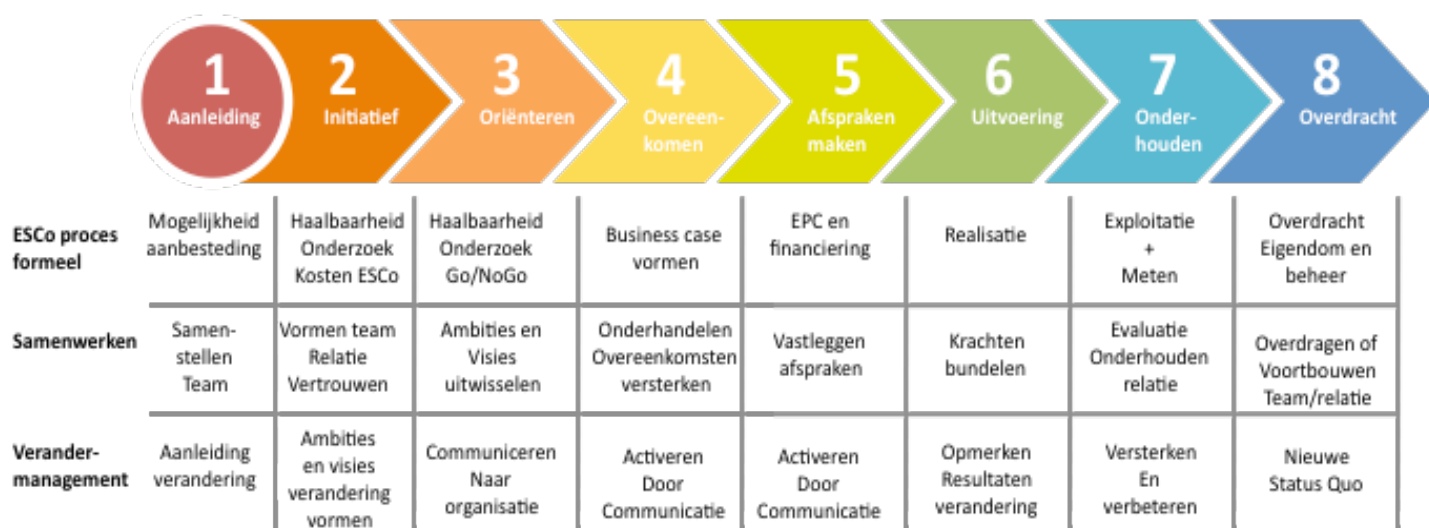 1
Aanleiding
2
Initiatief
3
Oriënteren
4
Overeen-
komen
5
Afspraken
maken
6
Uitvoering
7
Onder-
houden
8
Overdracht
ESCo proces
formeel
Mogelijkheid
aanbesteding
Haalbaarheid
Onderzoek
Kosten ESCo
Haalbaarheid
Onderzoek
Go/NoGo
Business case
vormen
EPC en
financiering
Realisatie
Exploitatie
+
Meten
Overdracht
Eigendom en
beheer
Samenwerken
Samen-
stellen
Team
Vormen team
Relatie
Vertrouwen
Ambities en
Visies
uitwisselen
Onderhandelen
Overeenkomsten
versterken
Vastleggen
afspraken
Krachten
bundelen
Evaluatie
Onderhouden
relatie
Overdragen of
Voortbouwen
Team/relatie
Verander-
management
Aanleiding
verandering
Ambities
en visies
verandering
vormen
Communiceren
Naar
organisatie
Activeren
Door
Communicatie
Activeren
Door
Communicatie
Opmerken
Resultaten
verandering
Versterken
En
verbeteren
Nieuwe
Status Quo